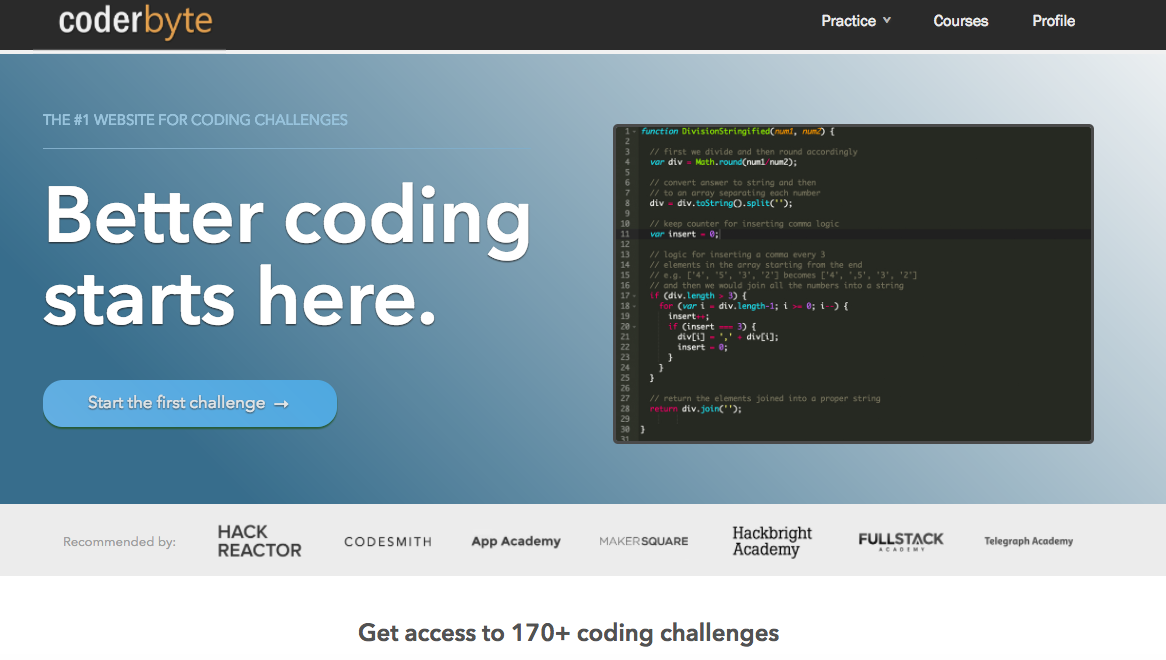 coderbyte
Practice
Courses
Profile
THE #1 WEBSITE FOR CODING CHALLENGES
Better coding
starts here.
Start the first challenge →
1 function DivisionStringified(num1, num2) {
2
3 // first we divide and then round accordingly
4 var div = Math.round(num1/num2);
5
6 // convert answer to string and then
7 // to an array separating each number
8 div = div.toString().split('');
9
10 // keep counter for inserting comma logic
11 var insert = 0;
12
13 // logic for inserting a comma every 3
14 // elements in the array starting from the end
15 // e.g. ['4', '5', '3', '2'] becomes ['4', ',5', '3', '2']
16 // and then we would join all the numbers into a string
17 if (div.length > 3) {
18 for (var i = div.length-1; i >= 0; i--) {
19 insert++;
20 if (insert === 3) {
21 div[i] = ',' + div[i];
22 insert = 0;
23 }
24 }
25 }
26
27 // return the elements joined into a proper string
28 return div.join('');
29
30 }
31
Recommended by:
HACK
REACTOR
CODESMITH
App Academy
MAKERSQUARE
Hackbright
Academy
FULLSTACK
ACADEMY
Telegraph Academy
Get access to 170+ coding challenges